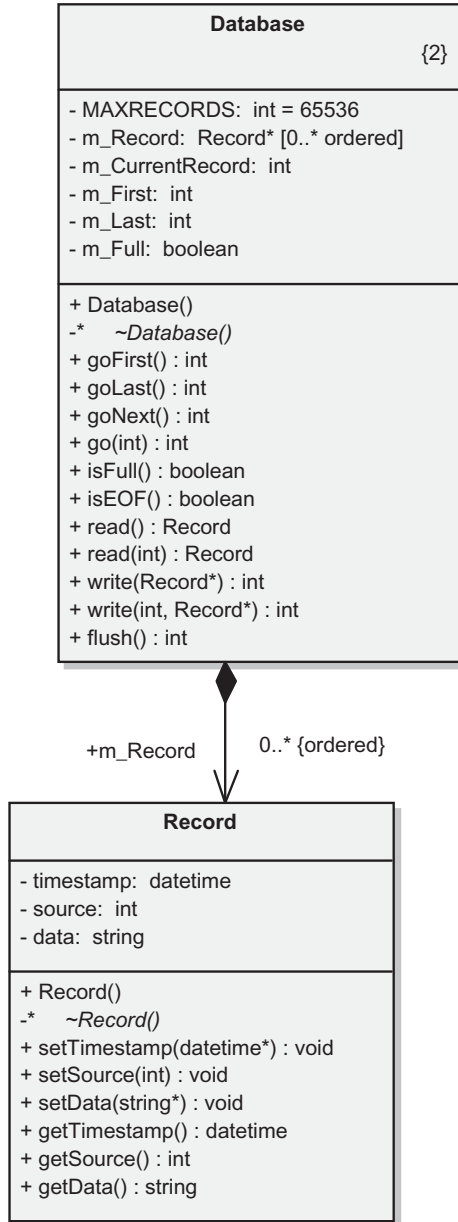 Database
{2}
- MAXRECORDS: int = 65536
- m_Record: Record* [0..* ordered]
- m_CurrentRecord: int
- m_First: int
- m_Last: int
- m_Full: boolean
+ Database()
-* ~Database()
+ goFirst() : int
+ goLast() : int
+ goNext() : int
+ go(int) : int
+ isFull() : boolean
+ isEOF() : boolean
+ read() : Record
+ read(int) : Record
+ write(Record*) : int
+ write(int, Record*) : int
+ flush() : int
+m_Record 0..* {ordered}
Record
- timestamp: datetime
- source: int
- data: string
+ Record()
-* ~Record()
+ setTimestamp(datetime*) : void
+ setSource(int) : void
+ setData(string*) : void
+ getTimestamp() : datetime
+ getSource() : int
+ getData() : string